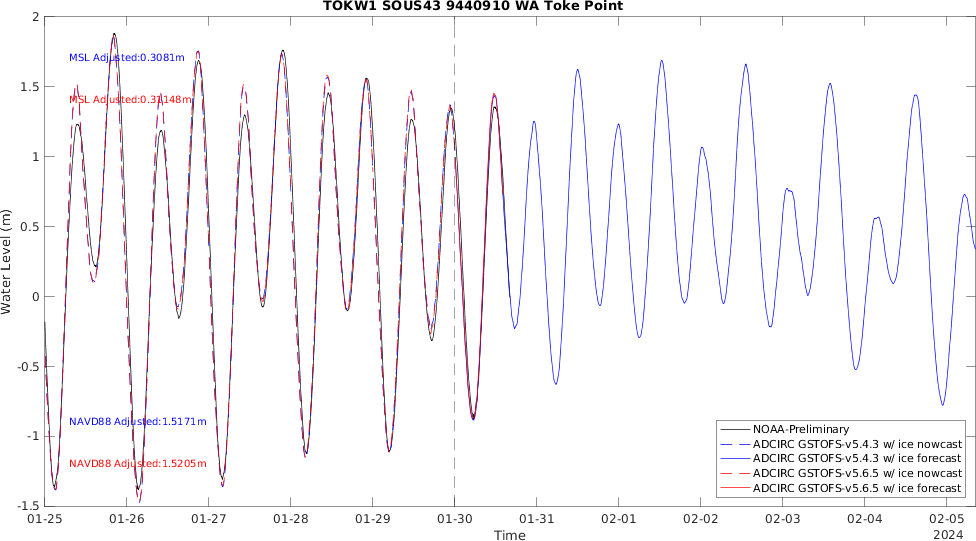 TOKW1 SOUS43 9440910 WA Toke Point
Water Level (m)
2
1.5
1
0.5
0
-0.5
-1
-1.5
MSL Adjusted:0.3081m
MSL Adjusted:0.31148m
NAVD88 Adjusted:1.5171m
NAVD88 Adjusted:1.5205m
NOAA-Preliminary
ADCIRC GSTOFS-v5.4.3 w/ ice nowcast
ADCIRC GSTOFS-v5.4.3 w/ ice forecast
ADCIRC GSTOFS-v5.6.5 w/ ice nowcast
ADCIRC GSTOFS-v5.6.5 w/ ice forecast
01-25 01-26 01-27 01-28 01-29 01-30 01-31 02-01 02-02 02-03 02-04 02-05
Time
2024